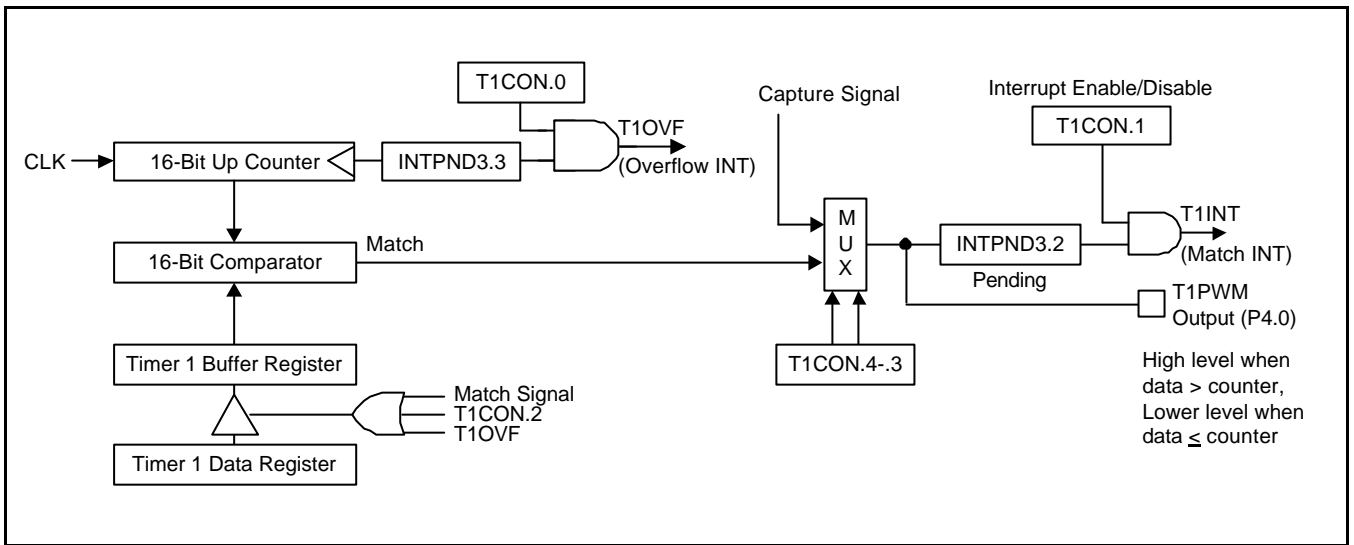 T1CON.0
Capture Signal
Interrupt Enable/Disable
T1CON.1
CLK
16-Bit Up Counter
INTPND3.3
T1OVF
(Overflow INT)
M
U
X
INTPND3.2
Pending
T1INT
(Match INT)
16-Bit Comparator
Match
T1PWM
Output (P4.0)
Timer 1 Buffer Register
T1CON.4-.3
High level when
data > counter,
Lower level when
data ≤ counter
Match Signal
T1CON.2
T1OVF
Timer 1 Data Register